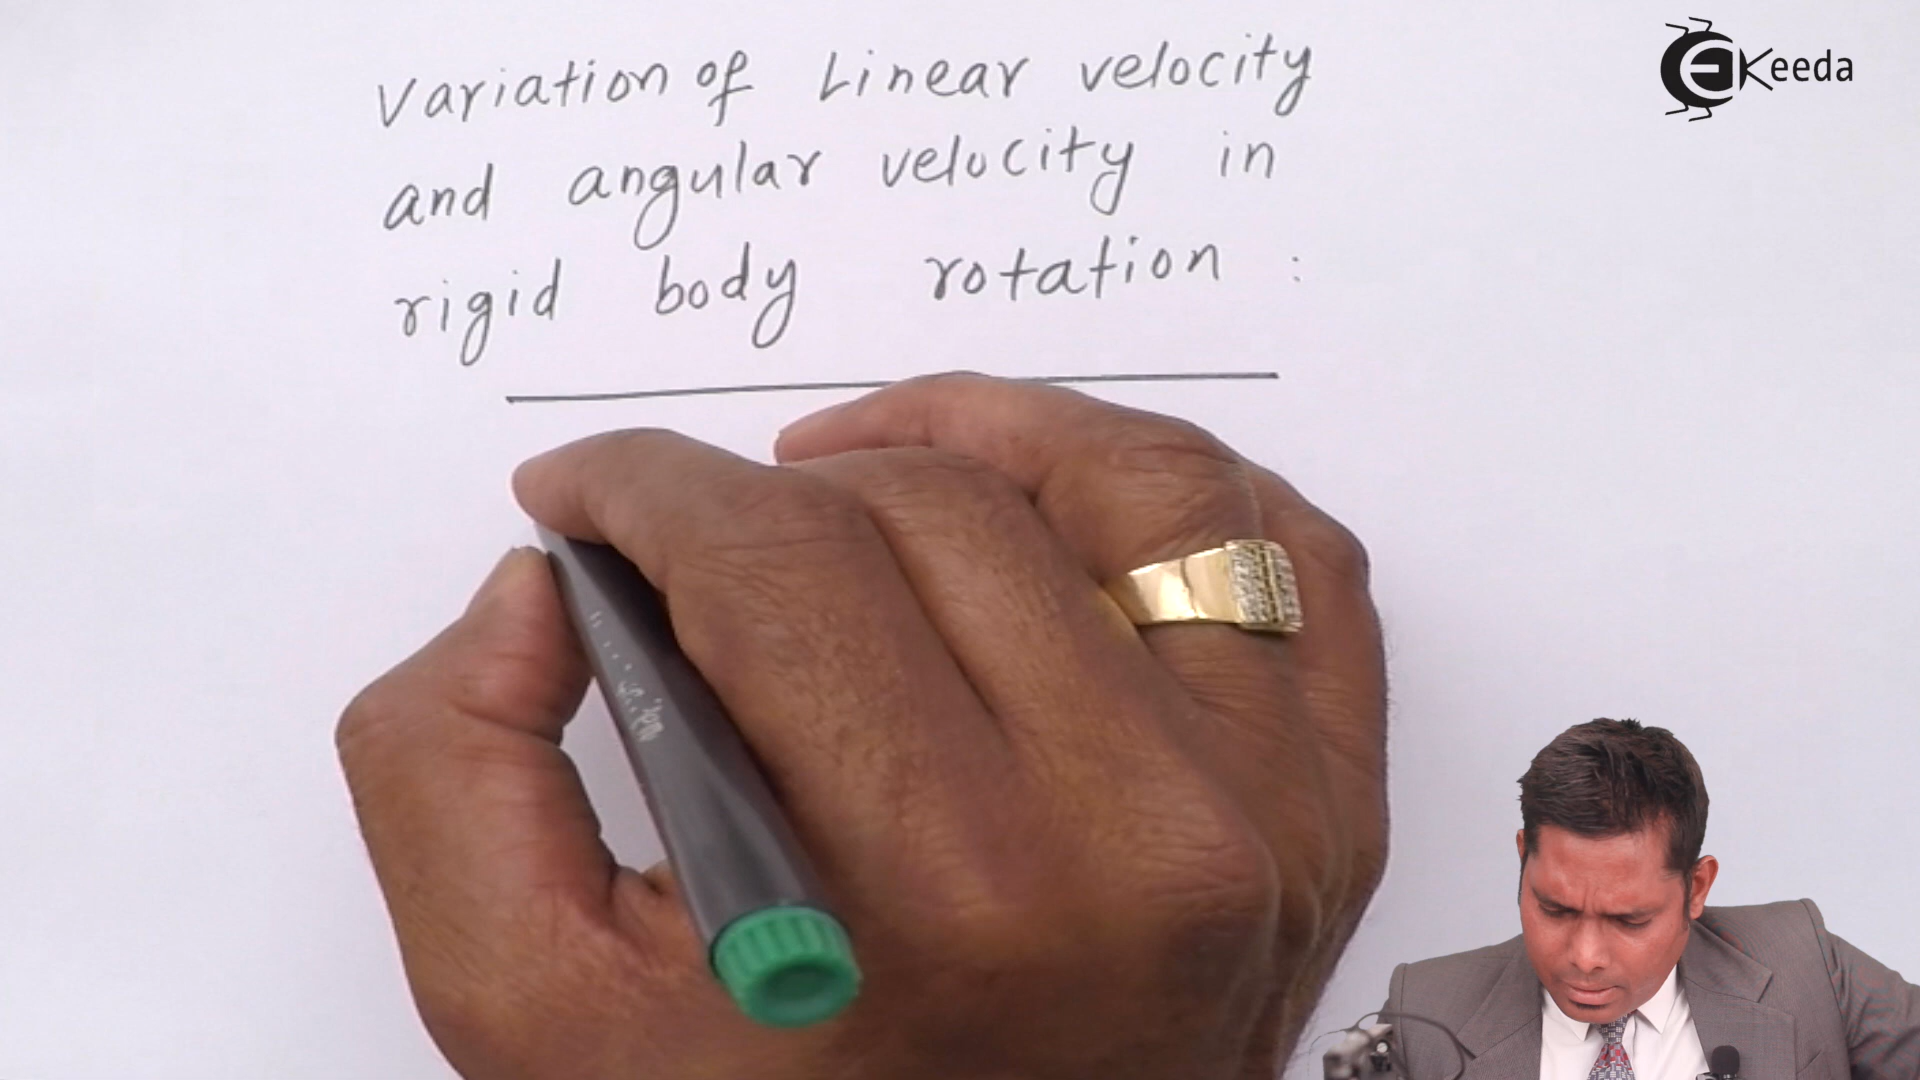 Variation of Linear velocity
and angular velocity in
rigid body rotation :
EKeeda